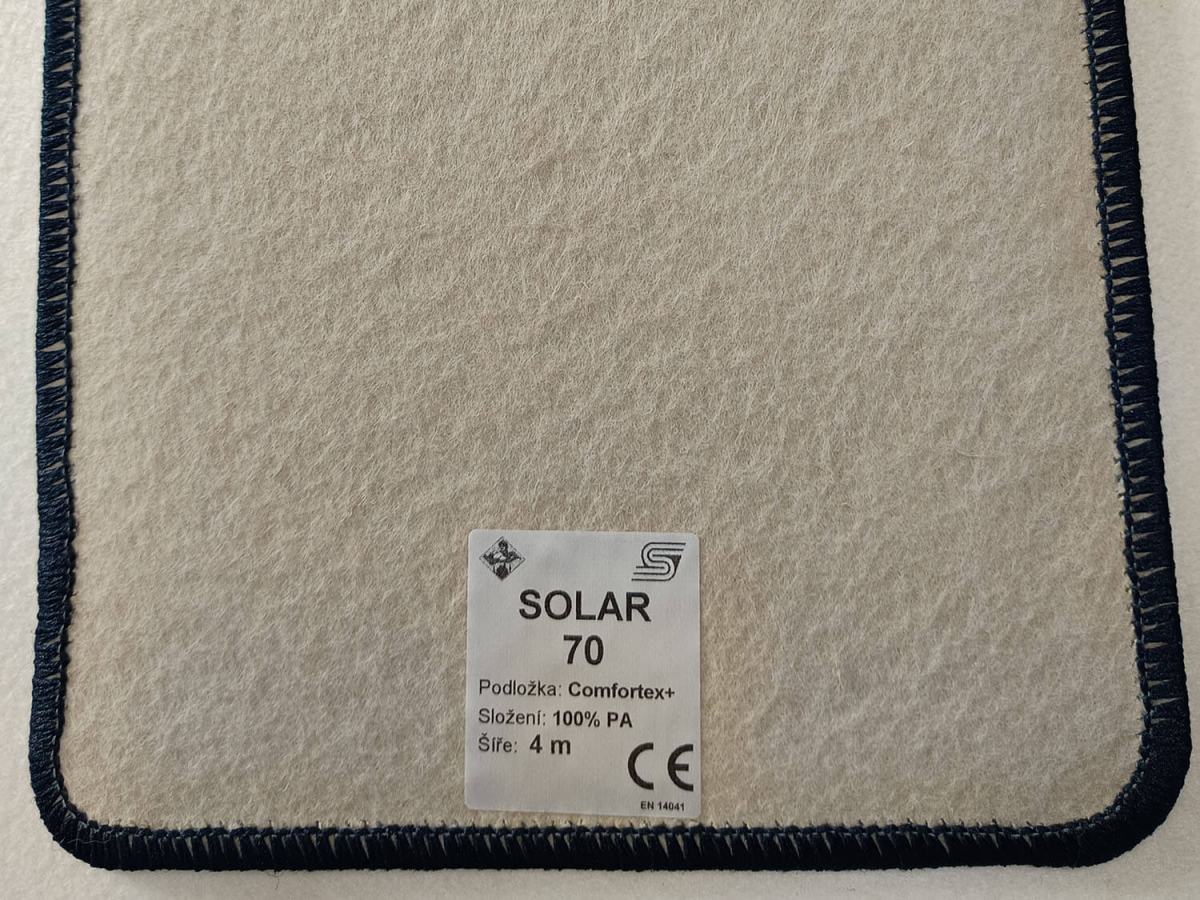 SOLAR
70
Podložka: Comfortex+
Složení: 100% PA
Šíře: 4 m
CE
EN 14041